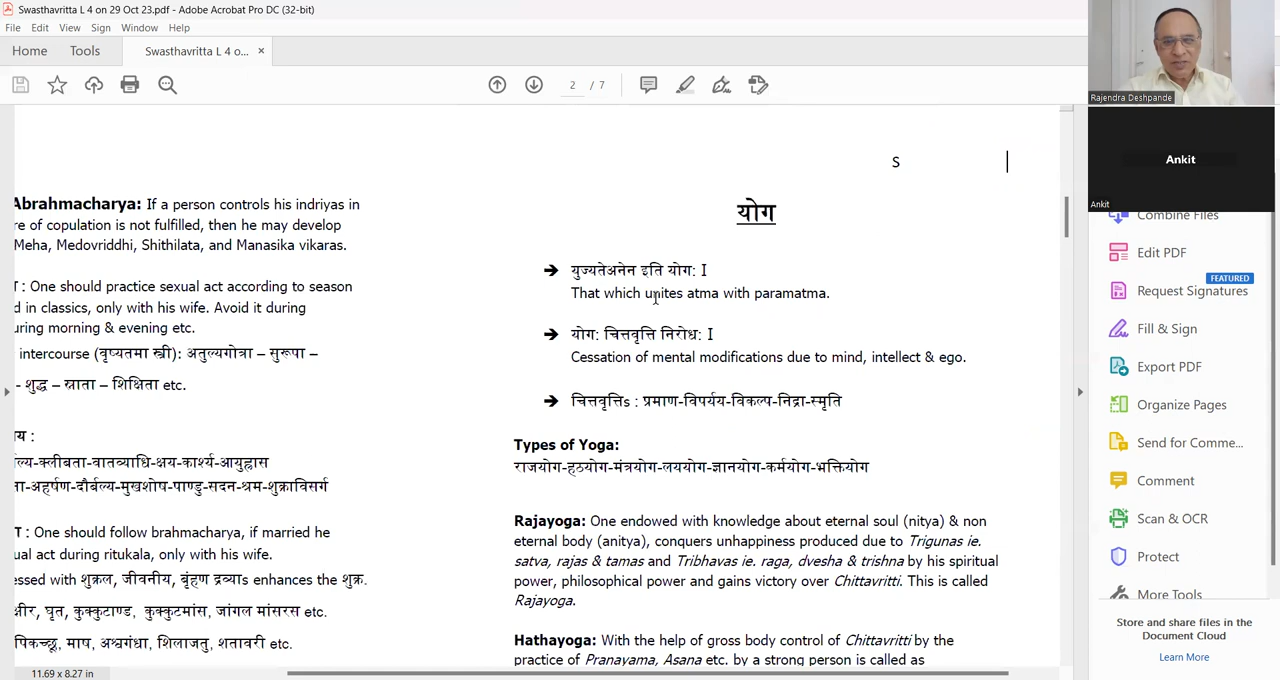 Swasthavritta L 4 on 29 Oct 23.pdf - Adobe Acrobat Pro DC (32-bit)
File Edit View Sign Window Help
Home Tools Swasthavritta L 4 o... ×
2 / 7
Abrahmacharya: If a person controls his indriyas in
re of copulation is not fulfilled, then he may develop
Meha, Medovriddhi, Shithilata, and Manasika vikaras.
T : One should practice sexual act according to season
d in classics, only with his wife. Avoid it during
uring morning & evening etc.
intercourse (वृष्यतमा स्त्री): अतुल्यगोत्रा – सुरूपा –
- शुद्ध – स्नाता – शिक्षिता etc.
य :
ल्य-क्लीबता-वातव्याधि-क्षय-कार्श्य-आयुह्रास
ता-अहर्षण-दौर्बल्य-मुखशोष-पाण्डु-सदन-श्रम-शुक्राविसर्ग
T : One should follow brahmacharya, if married he
ual act during ritukala, only with his wife.
essed with शुक्रल, जीवनीय, बृंहण द्रव्याs enhances the शुक्र.
क्षीर, घृत, कुक्कुटाण्ड, कुक्कुटमांस, जांगल मांसरस etc.
पिकच्छू, माष, अश्वगंधा, शिलाजतु, शतावरी etc.
11.69 x 8.27 in
S
योग
➔ युज्यतेअनेन इति योग: I
That which unites atma with paramatma.
➔ योग: चित्तवृत्ति निरोध: I
Cessation of mental modifications due to mind, intellect & ego.
➔ चित्तवृत्तिs : प्रमाण-विपर्यय-विकल्प-निद्रा-स्मृति
Types of Yoga:
राजयोग-हठयोग-मंत्रयोग-लययोग-ज्ञानयोग-कर्मयोग-भक्तियोग
Rajayoga: One endowed with knowledge about eternal soul (nitya) & non
eternal body (anitya), conquers unhappiness produced due to Trigunas ie.
satva, rajas & tamas and Tribhavas ie. raga, dvesha & trishna by his spiritual
power, philosophical power and gains victory over Chittavritti. This is called
Rajayoga.
Hathayoga: With the help of gross body control of Chittavritti by the
practice of Pranayama, Asana etc. by a strong person is called as
Rajendra Deshpande
Ankit
Ankit
Combine Files
Edit PDF
FEATURED
Request Signatures
Fill & Sign
Export PDF
Organize Pages
Send for Comme...
Comment
Scan & OCR
Protect
More Tools
Store and share files in the
Document Cloud
Learn More